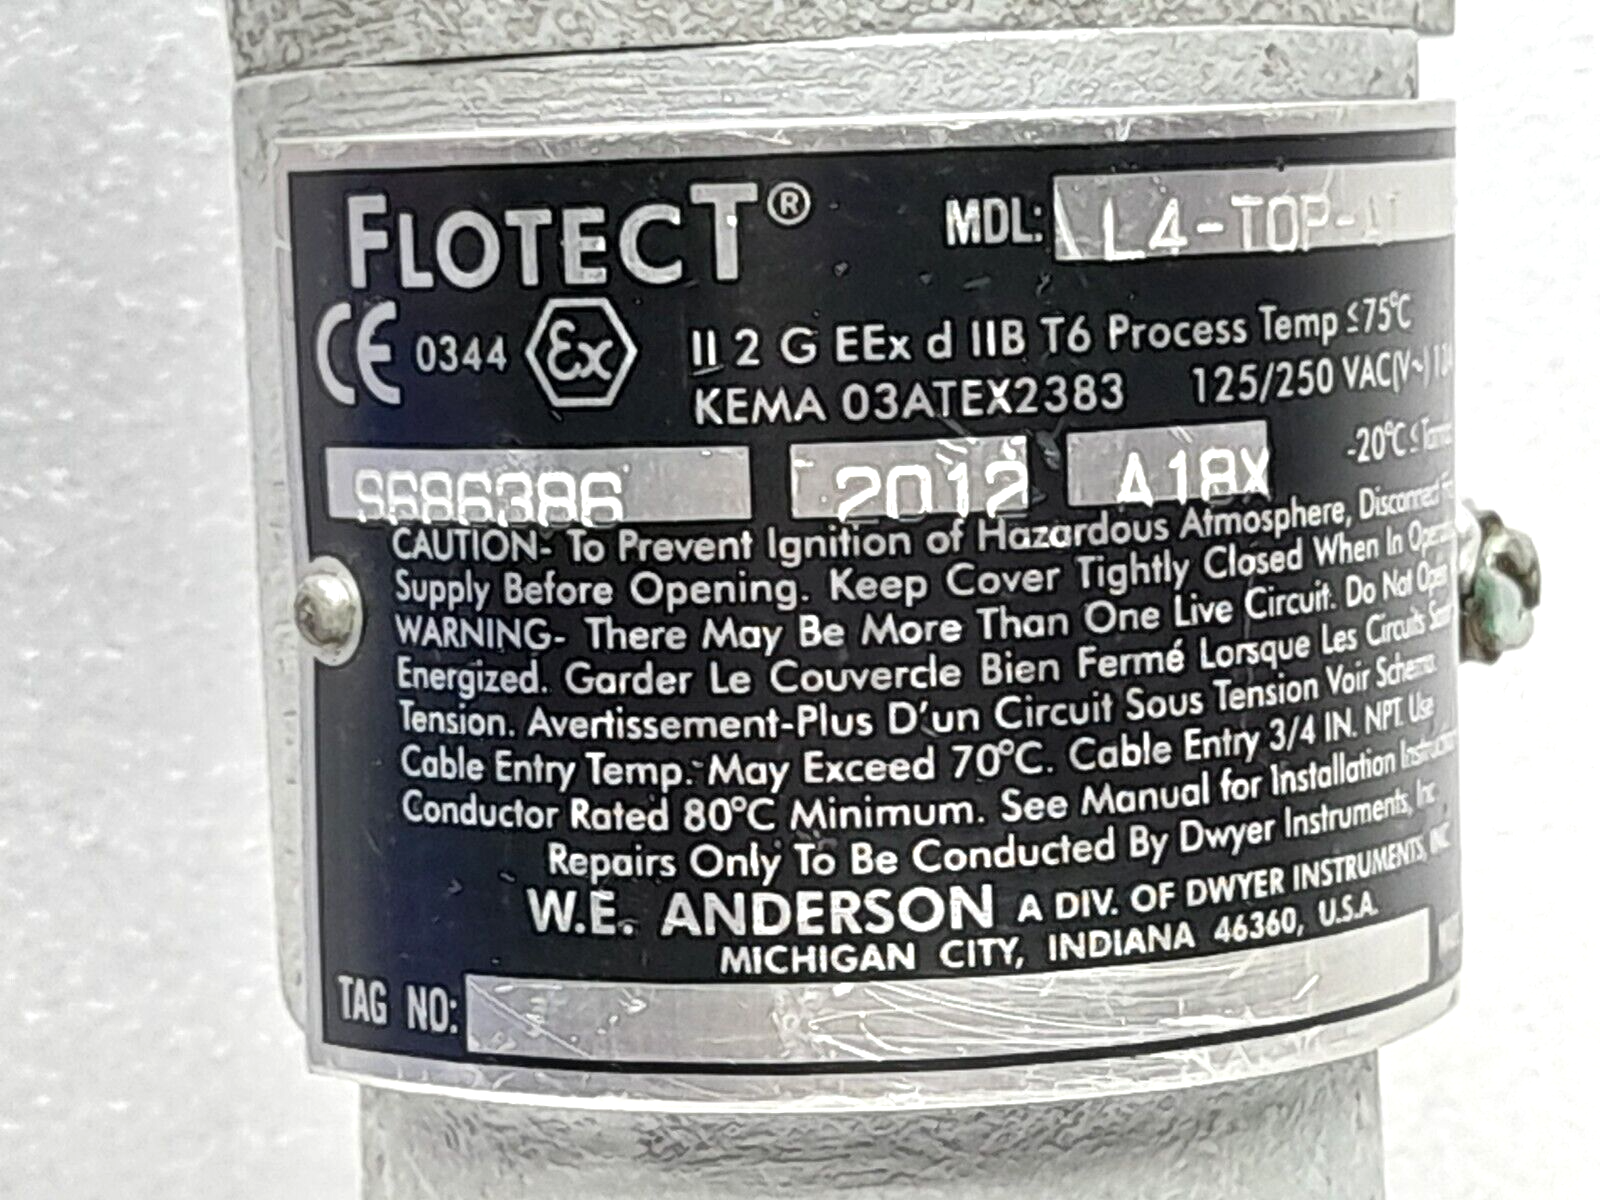 FLOTECT® MDL: L4-TOP-AT
CE 0344 Ex II 2 G EEx d IIB T6 Process Temp ≤75°C
KEMA 03ATEX2383 125/250 VAC(V~)
2012 A18X -20°C ≤
CAUTION- To Prevent Ignition of Hazardous Atmosphere, Disconnect
Supply Before Opening. Keep Cover Tightly Closed When In
WARNING- There May Be More Than One Live Circuit. Do Not Open
Energized. Garder Le Couvercle Bien Fermé Lorsque Les Circuits
Tension. Avertissement-Plus D'un Circuit Sous Tension Voir Schema.
Cable Entry Temp. May Exceed 70°C. Cable Entry 3/4 IN. NPT. Use
Conductor Rated 80°C Minimum. See Manual for Installation
Repairs Only To Be Conducted By Dwyer Instruments, Inc
W.E. ANDERSON A DIV. OF DWYER INSTRUMENTS, INC
MICHIGAN CITY, INDIANA 46360, U.S.A.
TAG NO: